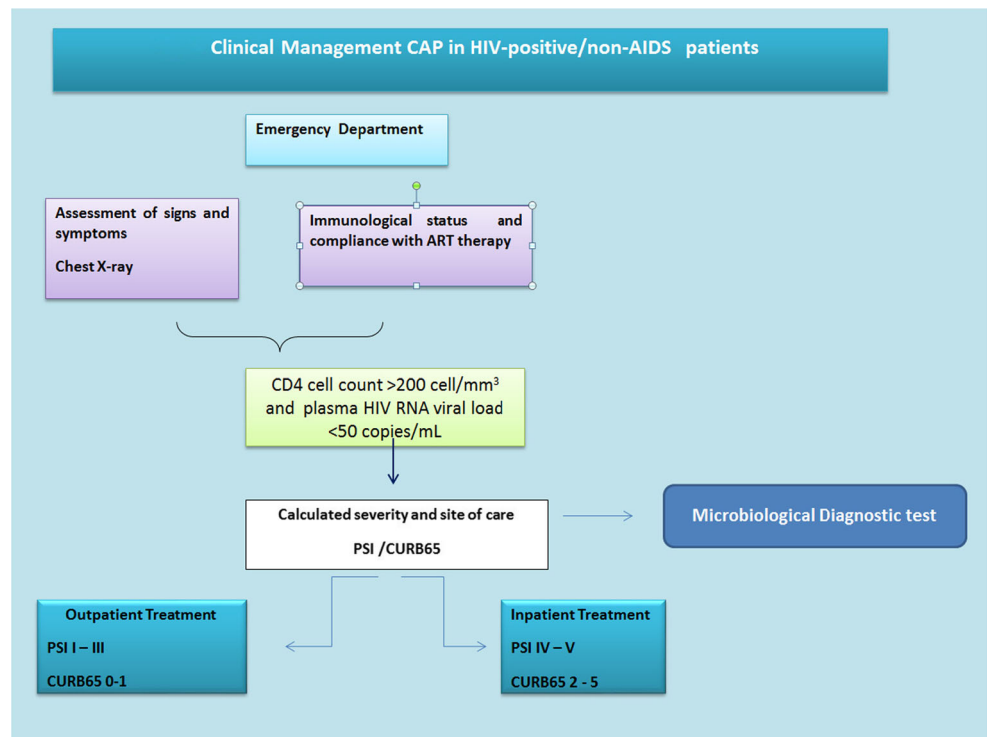 Clinical Management CAP in HIV-positive/non-AIDS patients
Emergency Department
Assessment of signs and
symptoms
Chest X-ray
Immunological status and
compliance with ART therapy
CD4 cell count >200 cell/mm³
and plasma HIV RNA viral load
<50 copies/mL
Calculated severity and site of care
PSI /CURB65
Microbiological Diagnostic test
Outpatient Treatment
PSI I – III
CURB65 0-1
Inpatient Treatment
PSI IV – V
CURB65 2 - 5